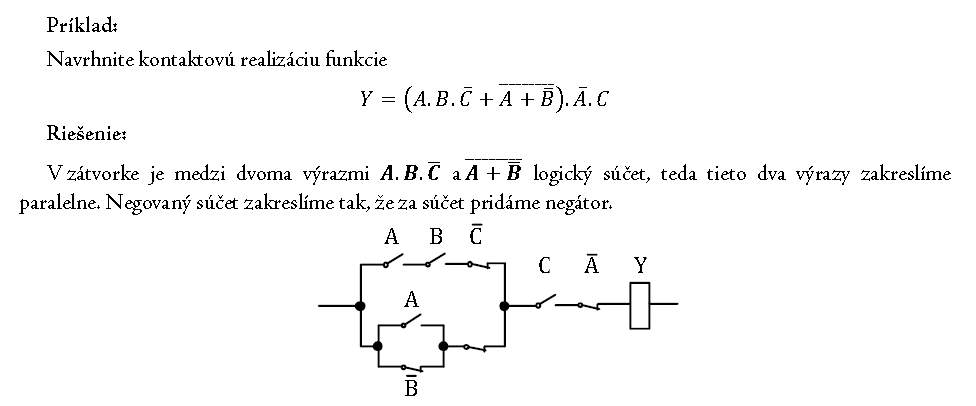 Príklad:
Navrhnite kontaktovú realizáciu funkcie
Y = (A.B.C̄ + \overline{A + B̄}).Ā.C
Riešenie:
V zátvorke je medzi dvoma výrazmi A.B.C̄ a \overline{A + B̄} logický súčet, teda tieto dva výrazy zakreslíme
paralelne. Negovaný súčet zakreslíme tak, že za súčet pridáme negátor.
A B C̄
C Ā Y
A
B̄